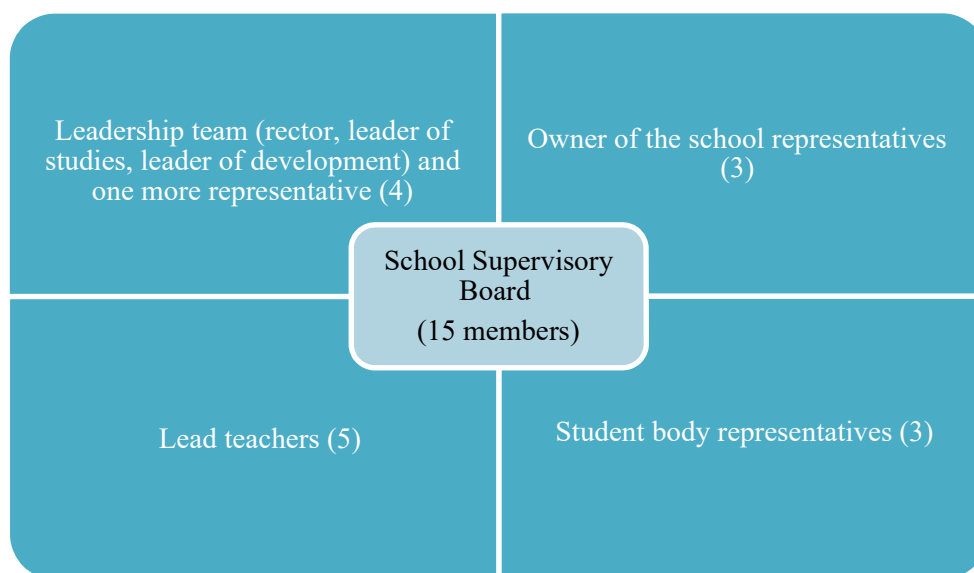 Leadership team (rector, leader of
studies, leader of development) and
one more representative (4)
Owner of the school representatives
(3)
School Supervisory
Board
(15 members)
Lead teachers (5)
Student body representatives (3)